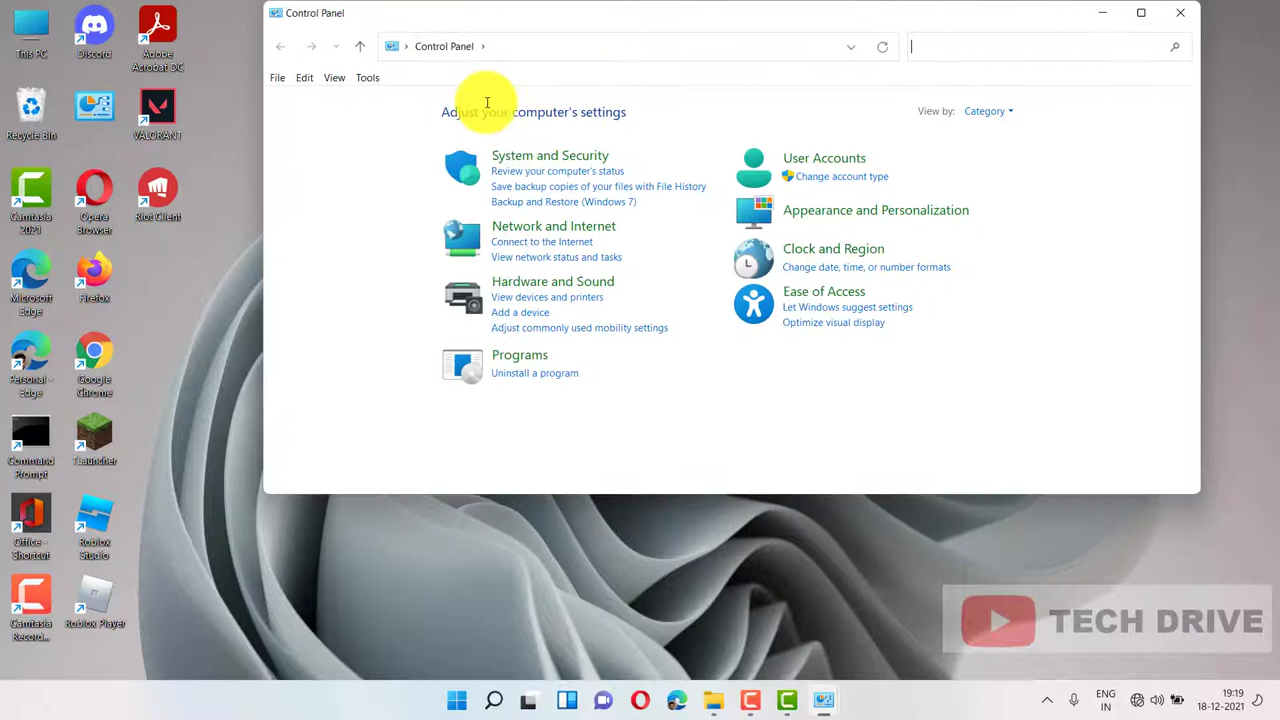 Control Panel
Control Panel
File Edit View Tools
Adjust your computer's settings
View by: Category
System and Security
Review your computer's status
Save backup copies of your files with File History
Backup and Restore (Windows 7)
Network and Internet
Connect to the Internet
View network status and tasks
Hardware and Sound
View devices and printers
Add a device
Adjust commonly used mobility settings
Programs
Uninstall a program
User Accounts
Change account type
Appearance and Personalization
Clock and Region
Change date, time, or number formats
Ease of Access
Let Windows suggest settings
Optimize visual display
This PC
Discord
Adobe
Acrobat DC
Recycle Bin
VALORANT
Camtasia
2021
Opera
Browser
Riot Client
Microsoft
Edge
Firefox
Personal -
Edge
Google
Chrome
Command
Prompt
TLauncher
Office -
Shortcut
Roblox
Studio
Camtasia
Record...
Roblox Player
TECH DRIVE
ENG
IN
18:19
18-12-2021